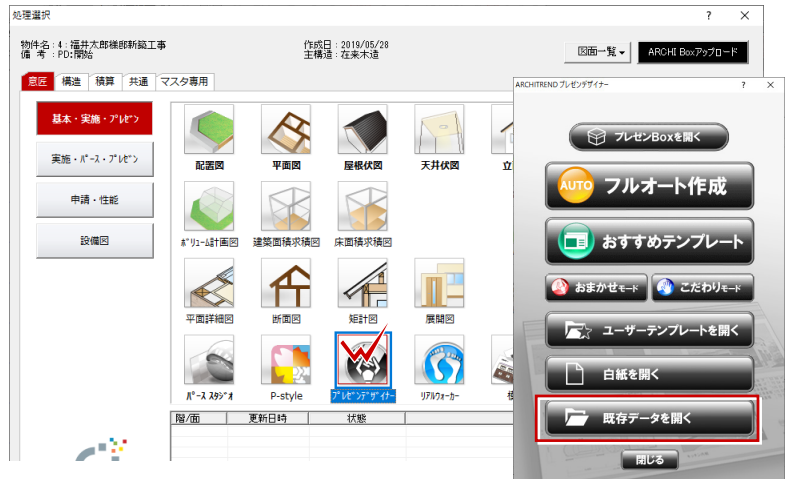 処理選択
物件名：4：福井太郎様邸新築工事
備　考：PD:開始
作成日：2019/05/28
主構造：在来木造
図面一覧
ARCHI Boxアップロード
意匠 構造 積算 共通 マスタ専用
基本・実施・ﾌﾟﾚｾﾞﾝ
実施・ﾊﾟｰｽ・ﾌﾟﾚｾﾞﾝ
申請・性能
設備図
配置図 平面図 屋根伏図 天井伏図 立
ﾎﾞﾘｭｰﾑ計画図 建築面積求積図 床面積求積図
平面詳細図 断面図 矩計図 展開図
ﾊﾟｰｽ ｽﾀｼﾞｵ P-style ﾌﾟﾚｾﾞﾝﾃﾞｻﾞｲﾅｰ ﾘｱﾙｳｫｰｶｰ
階/面 更新日時 状態
ARCHITREND プレゼンデザイナー
プレゼンBoxを開く
AUTO フルオート作成
おすすめテンプレート
おまかせモード こだわりモード
ユーザーテンプレートを開く
白紙を開く
既存データを開く
閉じる